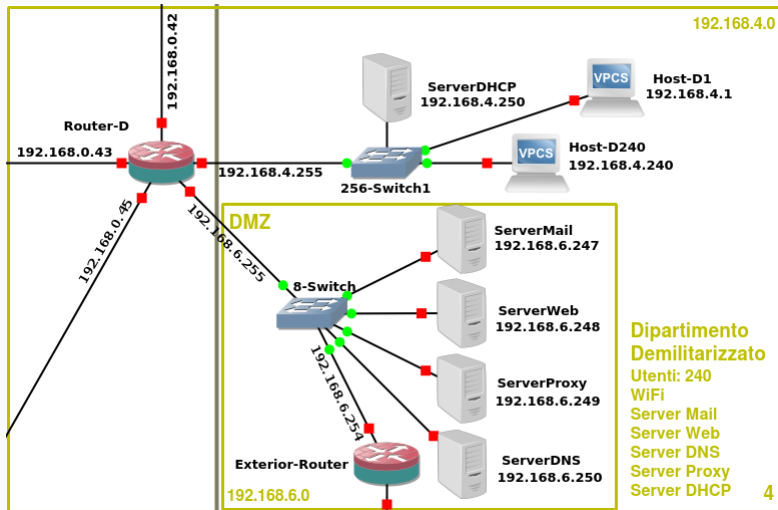 192.168.4.0
192.168.0.42
Router-D
192.168.0.43
192.168.4.255
ServerDHCP
192.168.4.250
VPCS
Host-D1
192.168.4.1
VPCS
Host-D240
192.168.4.240
256-Switch1
192.168.0.45
192.168.6.255
DMZ
8-Switch
ServerMail
192.168.6.247
ServerWeb
192.168.6.248
ServerProxy
192.168.6.249
192.168.6.254
Exterior-Router
ServerDNS
192.168.6.250
192.168.6.0
Dipartimento
Demilitarizzato
Utenti: 240
WiFi
Server Mail
Server Web
Server DNS
Server Proxy
Server DHCP
4